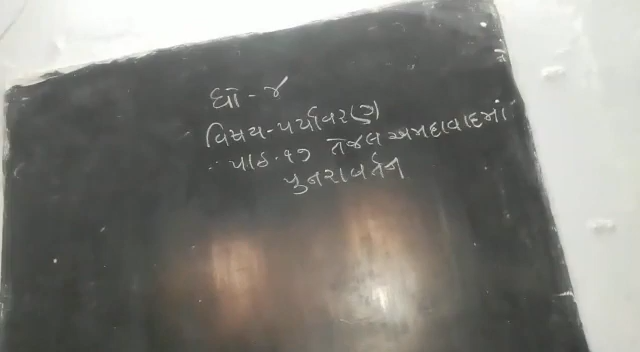 ધો - ૪
વિષય - પર્યાવરણ
પાઠ - ૧૭ તેજલ અમદાવાદમાં
પુનરાવર્તન